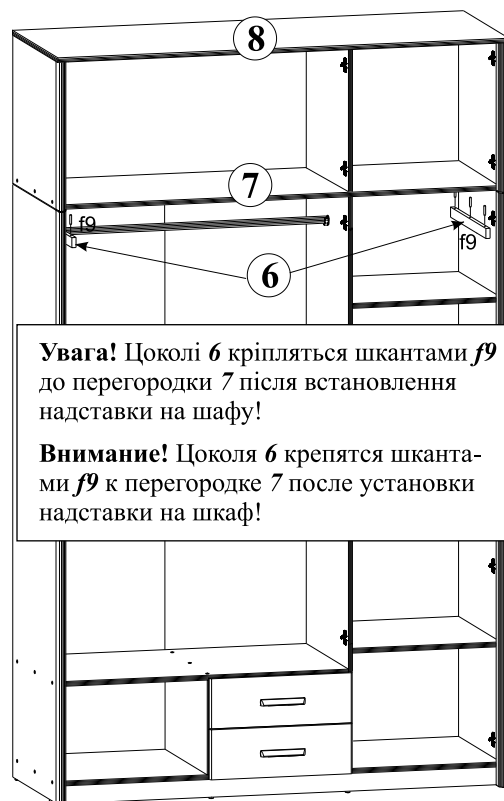 8
7
f9
f9
6
Увага! Цоколі 6 кріпляться шкантами f9
до перегородки 7 після встановлення
надставки на шафу!
Внимание! Цоколя 6 крепятся шканта-
ми f9 к перегородке 7 после установки
надставки на шкаф!